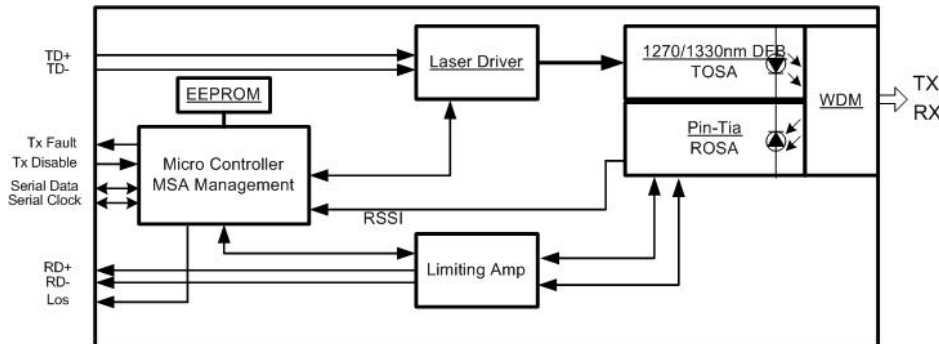 TD+
TD-
Laser Driver
1270/1330nm DFB
TOSA
WDM
TX
RX
EEPROM
Pin-Tia
ROSA
Tx Fault
Tx Disable
Serial Data
Serial Clock
Micro Controller
MSA Management
RSSI
RD+
RD-
Los
Limiting Amp